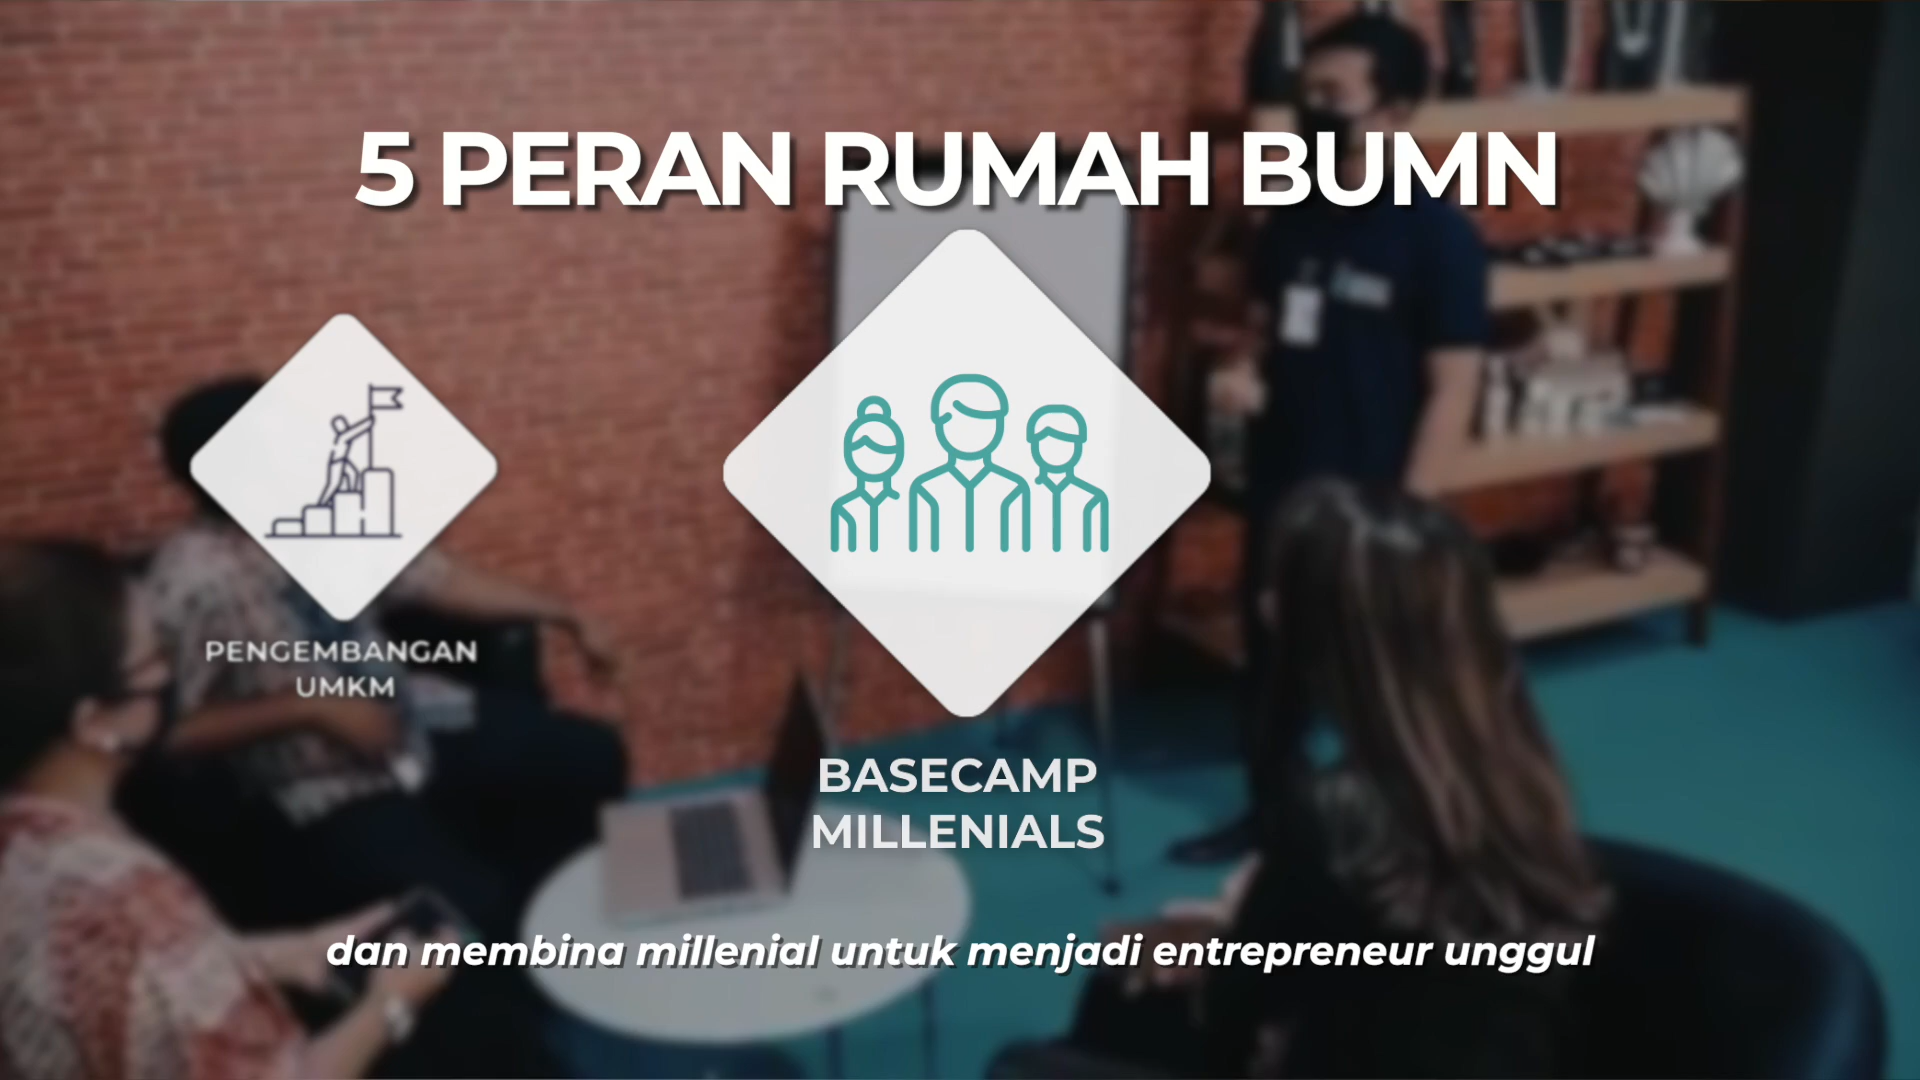 5 PERAN RUMAH BUMN
PENGEMBANGAN
UMKM
BASECAMP
MILLENIALS
dan membina millenial untuk menjadi entrepreneur unggul